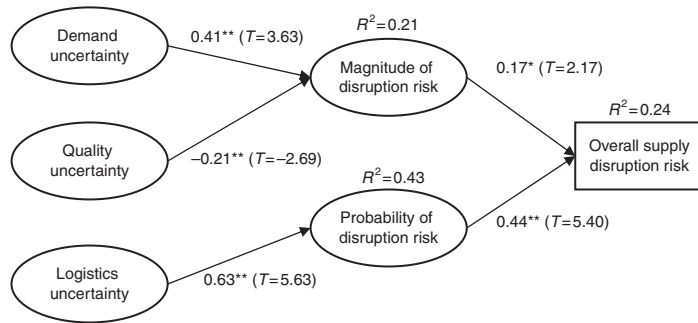 Demand
uncertainty
0.41** (T=3.63)
R²=0.21
Magnitude of
disruption risk
0.17* (T=2.17)
R²=0.24
Quality
uncertainty
–0.21** (T=–2.69)
Overall supply
disruption risk
R²=0.43
Probability of
disruption risk
0.44** (T=5.40)
Logistics
uncertainty
0.63** (T=5.63)